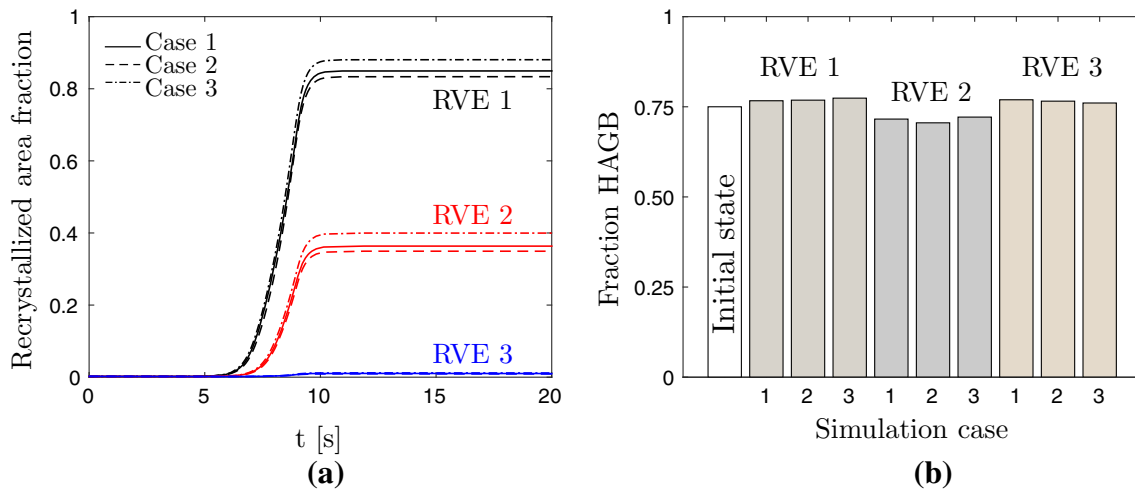 Recrystallized area fraction
1
0.8
0.6
0.4
0.2
0
Case 1
Case 2
Case 3
RVE 1
RVE 2
RVE 3
0 5 10 15 20
t [s]
(a)
Fraction HAGB
1
0.75
0.5
0.25
0
RVE 1
RVE 2
RVE 3
Initial state
1 2 3 1 2 3 1 2 3
Simulation case
(b)